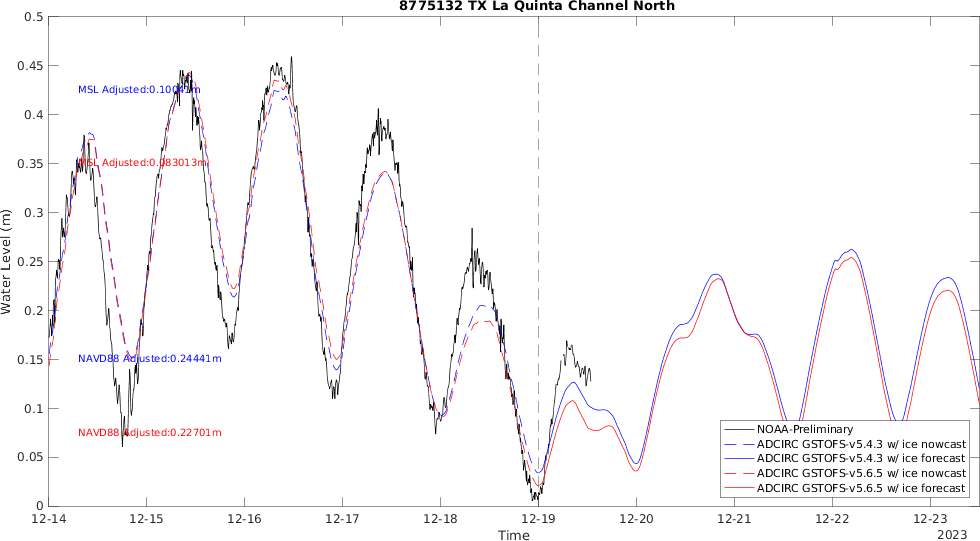 8775132 TX La Quinta Channel North
0.5
0.45
0.4
0.35
0.3
0.25
0.2
0.15
0.1
0.05
0
Water Level (m)
MSL Adjusted:0.10041m
MSL Adjusted:0.083013m
NAVD88 Adjusted:0.24441m
NAVD88 Adjusted:0.22701m
NOAA-Preliminary
ADCIRC GSTOFS-v5.4.3 w/ ice nowcast
ADCIRC GSTOFS-v5.4.3 w/ ice forecast
ADCIRC GSTOFS-v5.6.5 w/ ice nowcast
ADCIRC GSTOFS-v5.6.5 w/ ice forecast
12-14 12-15 12-16 12-17 12-18 12-19 12-20 12-21 12-22 12-23
Time
2023